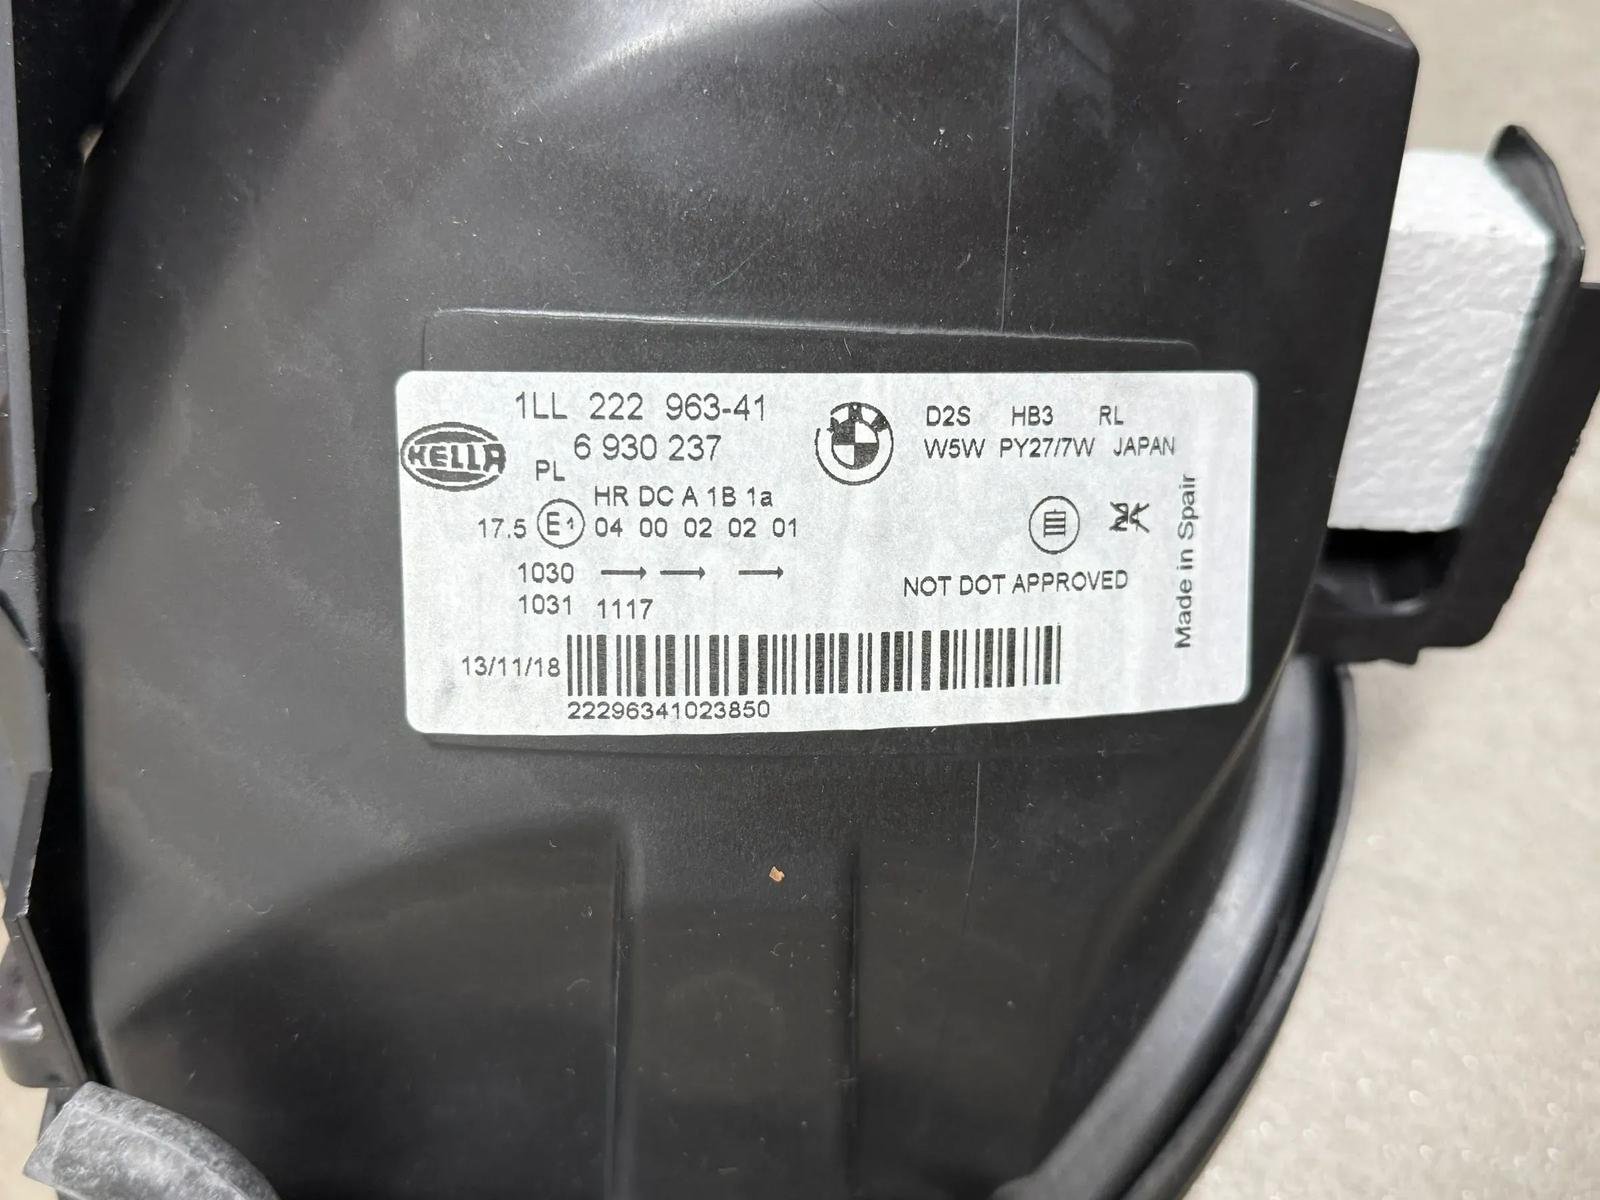 1LL 222 963-41
HELLA
6 930 237
PL
HR DC A 1B 1a
17.5 E1 04 00 02 02 01
1030 → → →
1031 1117
13/11/18
22296341023850
D2S HB3 RL
W5W PY27/7W JAPAN
NOT DOT APPROVED
Made in Spair